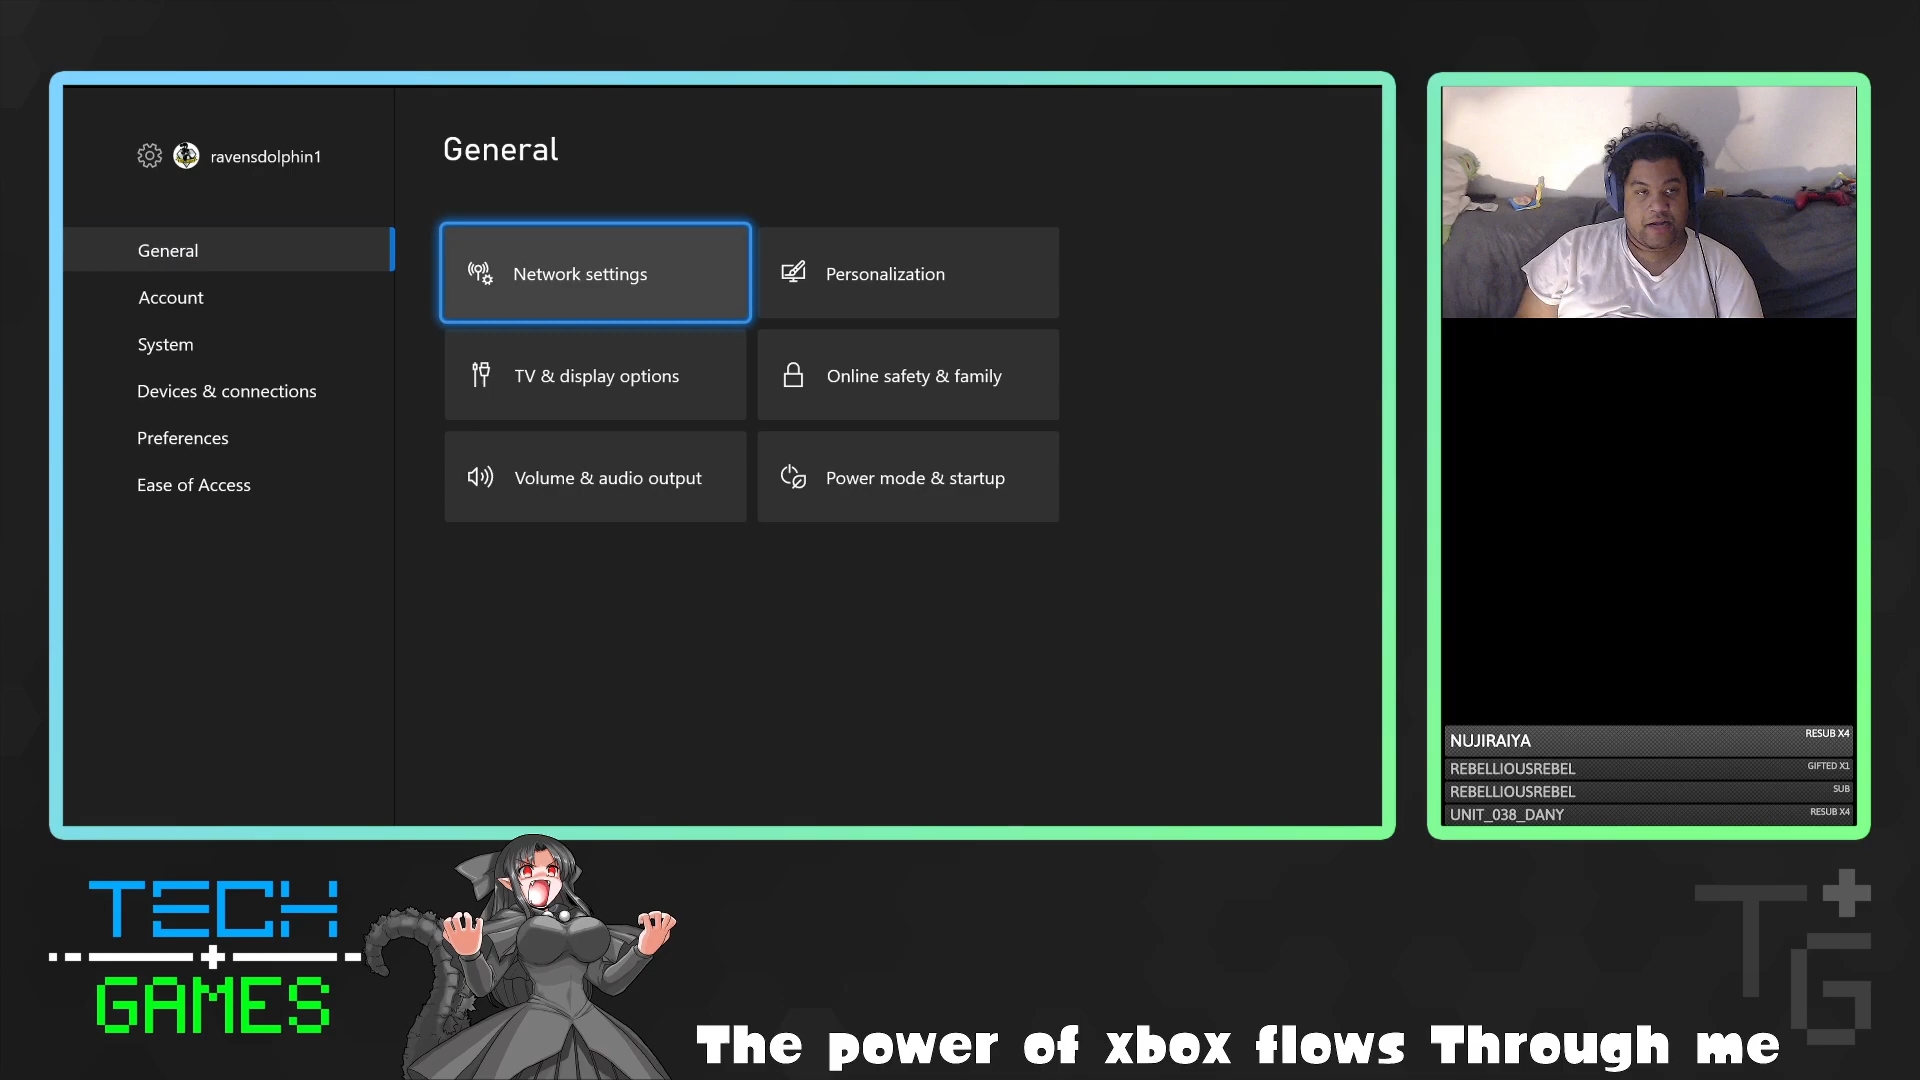 ravensdolphin1
General
Account
System
Devices & connections
Preferences
Ease of Access
General
Network settings
Personalization
TV & display options
Online safety & family
Volume & audio output
Power mode & startup
NUJIRAIYA RESUB X4
REBELLIOUSREBEL GIFTED X1
REBELLIOUSREBEL SUB
UNIT_038_DANY RESUB X4
TECH
GAMES
T+G
The power of xbox flows Through me